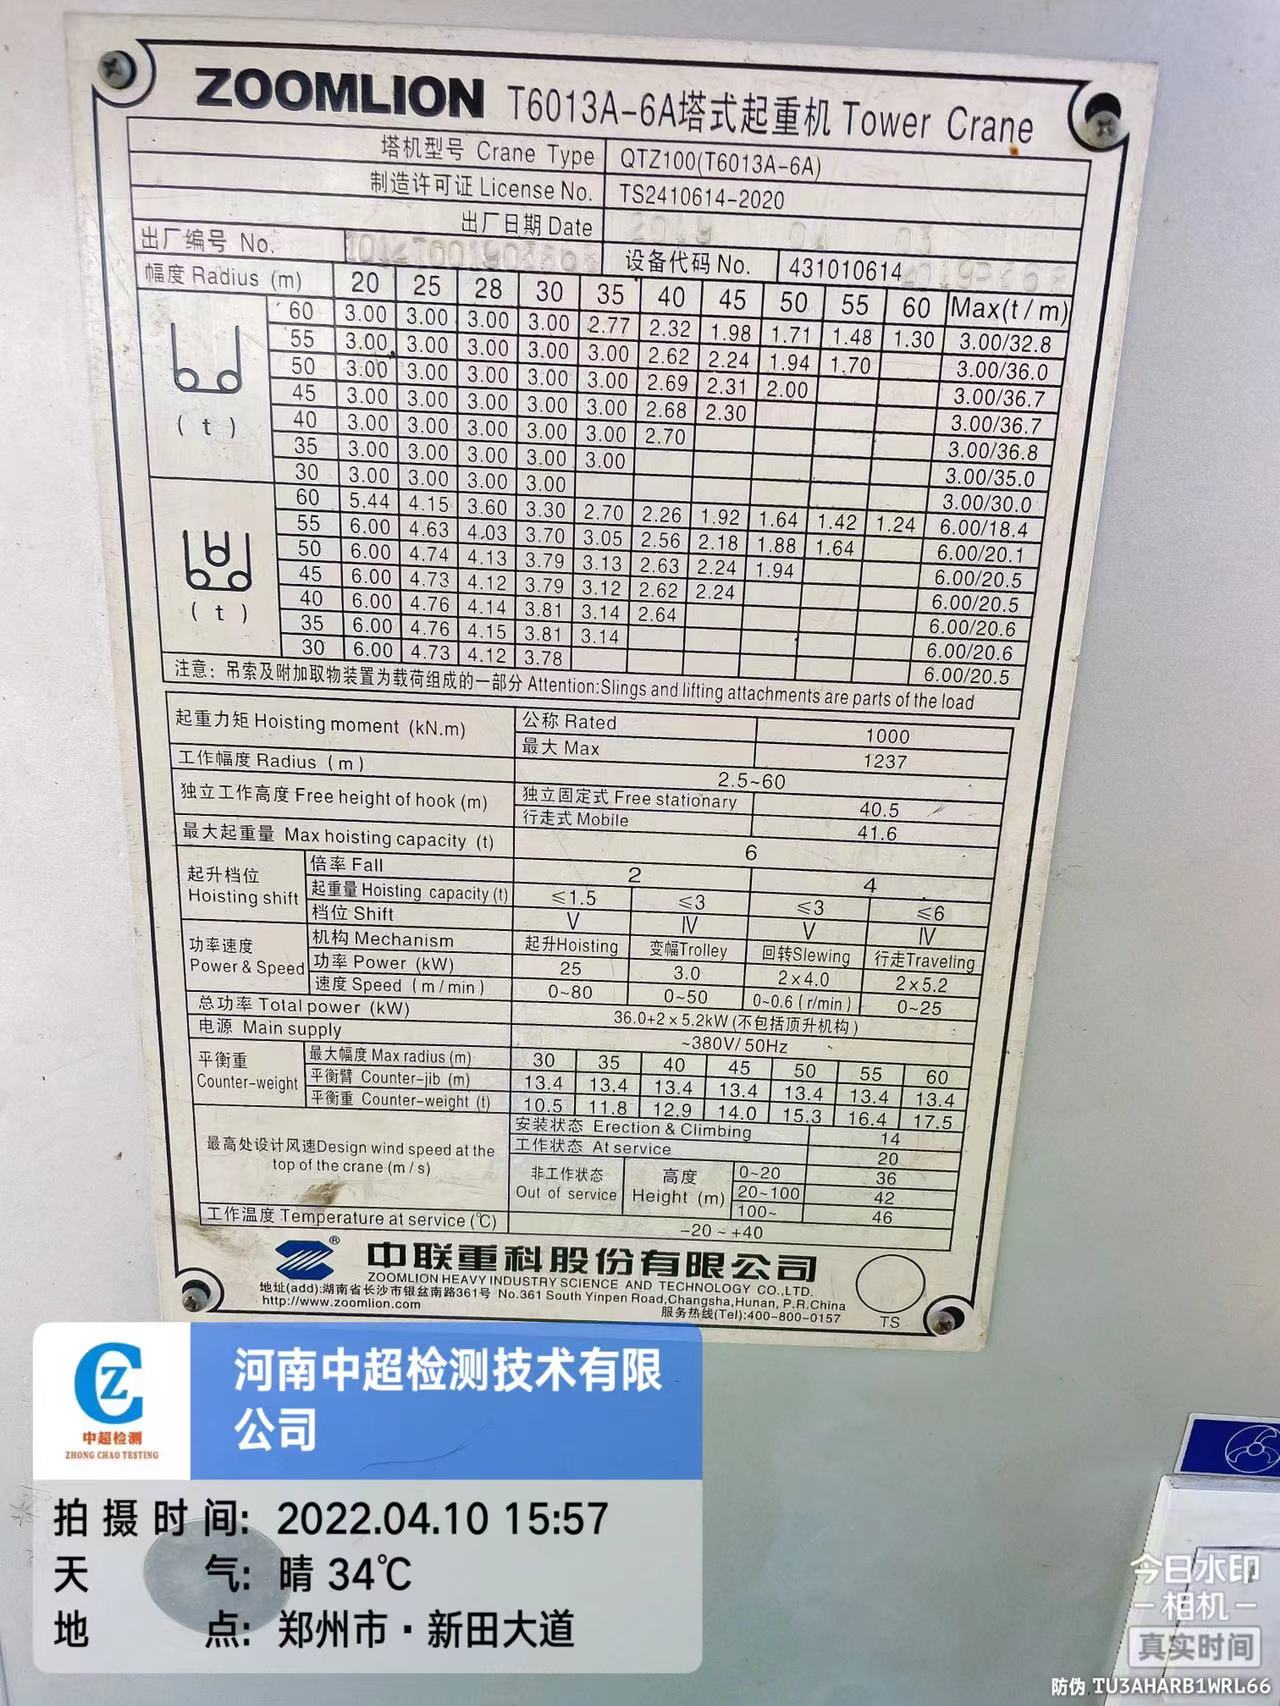 ZOOMLION T6013A-6A塔式起重机 Tower Crane
塔机型号 Crane Type QTZ100(T6013A-6A)
制造许可证 License No. TS2410614-2020
出厂日期 Date 2019 04 03
出厂编号 No. 设备代码 No. 431010614
幅度 Radius (m) 20 25 28 30 35 40 45 50 55 60 Max(t/m)
60 3.00 3.00 3.00 3.00 2.77 2.32 1.98 1.71 1.48 1.30 3.00/32.8
55 3.00 3.00 3.00 3.00 3.00 2.62 2.24 1.94 1.70 3.00/36.0
50 3.00 3.00 3.00 3.00 3.00 2.69 2.31 2.00 3.00/36.7
45 3.00 3.00 3.00 3.00 3.00 2.68 2.30 3.00/36.7
(t)
40 3.00 3.00 3.00 3.00 3.00 2.70 3.00/36.8
35 3.00 3.00 3.00 3.00 3.00 3.00/35.0
30 3.00 3.00 3.00 3.00 3.00/30.0
60 5.44 4.15 3.60 3.30 2.70 2.26 1.92 1.64 1.42 1.24 6.00/18.4
55 6.00 4.63 4.03 3.70 3.05 2.56 2.18 1.88 1.64 6.00/20.1
50 6.00 4.74 4.13 3.79 3.13 2.63 2.24 1.94 6.00/20.5
45 6.00 4.73 4.12 3.79 3.12 2.62 2.24 6.00/20.5
(t)
40 6.00 4.76 4.14 3.81 3.14 2.64 6.00/20.6
35 6.00 4.76 4.15 3.81 3.14 6.00/20.6
30 6.00 4.73 4.12 3.78 6.00/20.5
注意：吊索及附加取物装置为载荷组成的一部分 Attention:Slings and lifting attachments are parts of the load
起重力矩 Hoisting moment (kN.m) 公称 Rated 1000
最大 Max 1237
工作幅度 Radius (m) 2.5~60
独立工作高度 Free height of hook (m) 独立固定式 Free stationary 40.5
行走式 Mobile 41.6
最大起重量 Max hoisting capacity (t) 6
起升档位 Hoisting shift 倍率 Fall 2 4
起重量 Hoisting capacity (t) ≤1.5 ≤3 ≤3 ≤6
档位 Shift V IV V IV
功率速度 Power & Speed 机构 Mechanism 起升Hoisting 变幅Trolley 回转Slewing 行走Traveling
功率 Power (kW) 25 3.0 2×4.0 2×5.2
速度 Speed (m/min) 0~80 0~50 0~0.6(r/min) 0~25
总功率 Total power (kW) 36.0+2×5.2kW(不包括顶升机构)
电源 Main supply ~380V/50Hz
平衡重 Counter-weight 最大幅度 Max radius (m) 30 35 40 45 50 55 60
平衡臂 Counter-jib (m) 13.4 13.4 13.4 13.4 13.4 13.4 13.4
平衡重 Counter-weight (t) 10.5 11.8 12.9 14.0 15.3 16.4 17.5
最高处设计风速Design wind speed at the top of the crane (m/s) 安装状态 Erection & Climbing 14
工作状态 At service 20
非工作状态 Out of service 高度 Height (m) 0~20 36
20~100 42
100~ 46
工作温度 Temperature at service (℃) -20~+40
® 中联重科股份有限公司
ZOOMLION HEAVY INDUSTRY SCIENCE AND TECHNOLOGY CO.,LTD.
地址(add):湖南省长沙市银盆南路361号 No.361 South Yinpen Road,Changsha,Hunan, P.R.China
http://www.zoomlion.com 服务热线(Tel):400-800-0157
TS
CZ
中超检测
ZHONG CHAO TESTING
河南中超检测技术有限
公司
拍摄时间: 2022.04.10 15:57
天气: 晴 34℃
地点: 郑州市·新田大道
今日水印
-相机-
真实时间
防伪 TU3AHARB1WRL66